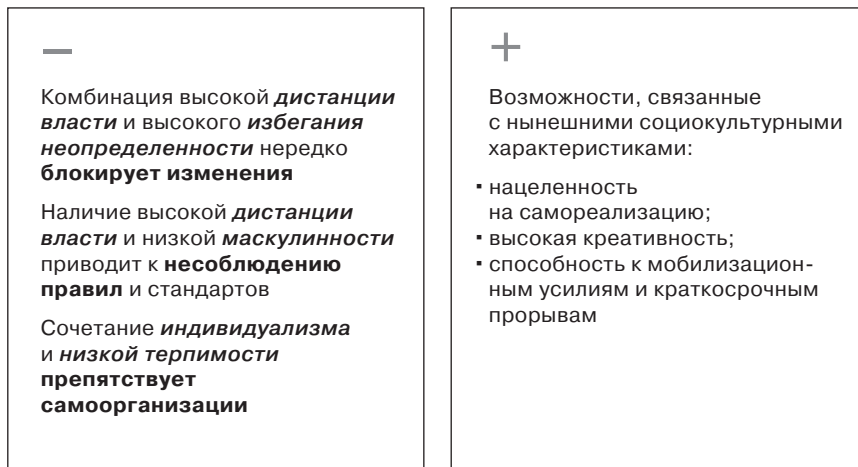 –
Комбинация высокой дистанции
власти и высокого избегания
неопределенности нередко
блокирует изменения
Наличие высокой дистанции
власти и низкой маскулинности
приводит к несоблюдению
правил и стандартов
Сочетание индивидуализма
и низкой терпимости
препятствует
самоорганизации
+
Возможности, связанные
с нынешними социокультурными
характеристиками:
▪ нацеленность
на самореализацию;
▪ высокая креативность;
▪ способность к мобилизацион-
ным усилиям и краткосрочным
прорывам